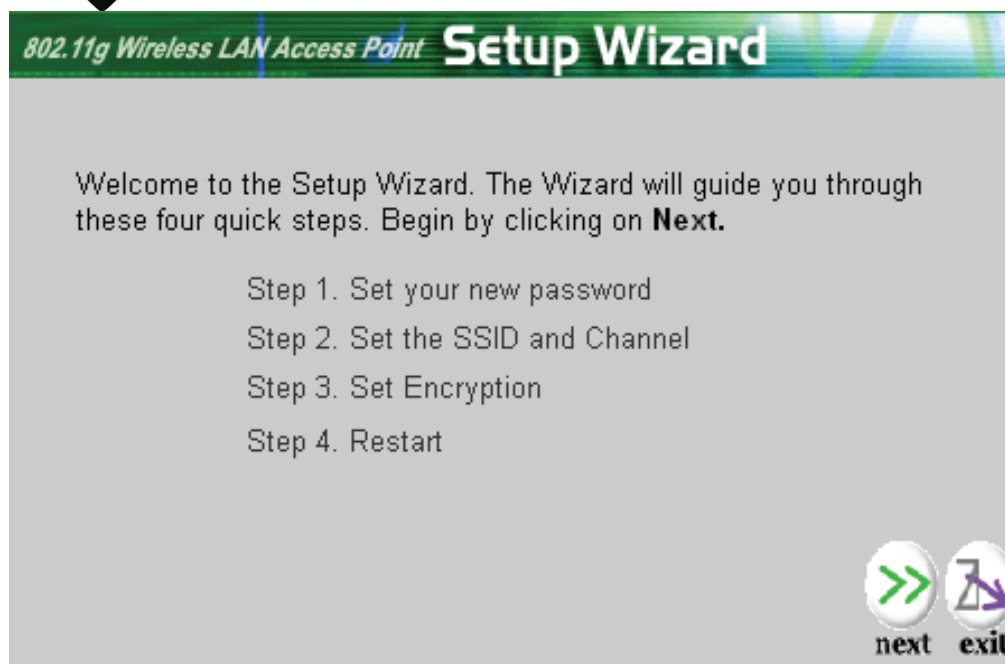 802.11g Wireless LAN Access Point Setup Wizard
Welcome to the Setup Wizard. The Wizard will guide you through
these four quick steps. Begin by clicking on Next.
Step 1. Set your new password
Step 2. Set the SSID and Channel
Step 3. Set Encryption
Step 4. Restart
next exit